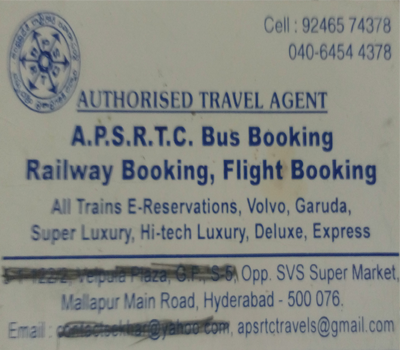 Cell : 92465 74378
040-6454 4378
AUTHORISED TRAVEL AGENT
A.P.S.R.T.C. Bus Booking
Railway Booking, Flight Booking
All Trains E-Reservations, Volvo, Garuda,
Super Luxury, Hi-tech Luxury, Deluxe, Express
Opp. SVS Super Market,
Mallapur Main Road, Hyderabad - 500 076.
Email : apsrtctravels@gmail.com